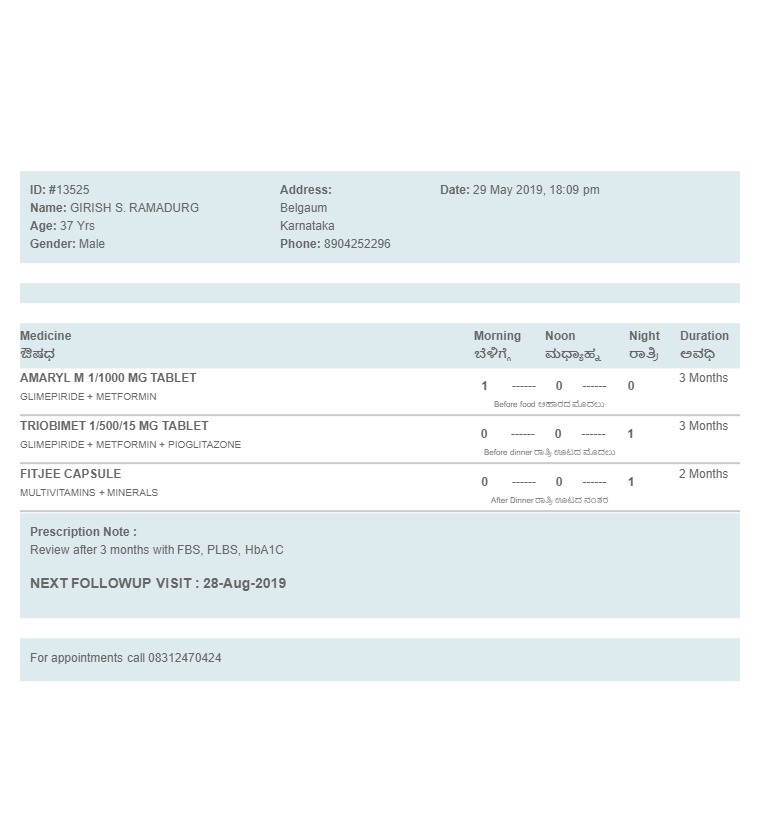 ID: #13525
Name: GIRISH S. RAMADURG
Age: 37 Yrs
Gender: Male
Address:
Belgaum
Karnataka
Phone: 8904252296
Date: 29 May 2019, 18:09 pm
Medicine Morning Noon Night Duration
ಔಷಧ ಬೆಳಿಗ್ಗೆ ಮಧ್ಯಾಹ್ನ ರಾತ್ರಿ ಅವಧಿ
AMARYL M 1/1000 MG TABLET 1 ------ 0 ------ 0 3 Months
GLIMEPIRIDE + METFORMIN
Before food ಆಹಾರದ ಮೊದಲು
TRIOBIMET 1/500/15 MG TABLET 0 ------ 0 ------ 1 3 Months
GLIMEPIRIDE + METFORMIN + PIOGLITAZONE
Before dinner ರಾತ್ರಿ ಊಟದ ಮೊದಲು
FITJEE CAPSULE 0 ------ 0 ------ 1 2 Months
MULTIVITAMINS + MINERALS
After Dinner ರಾತ್ರಿ ಊಟದ ನಂತರ
Prescription Note :
Review after 3 months with FBS, PLBS, HbA1C
NEXT FOLLOWUP VISIT : 28-Aug-2019
For appointments call 08312470424